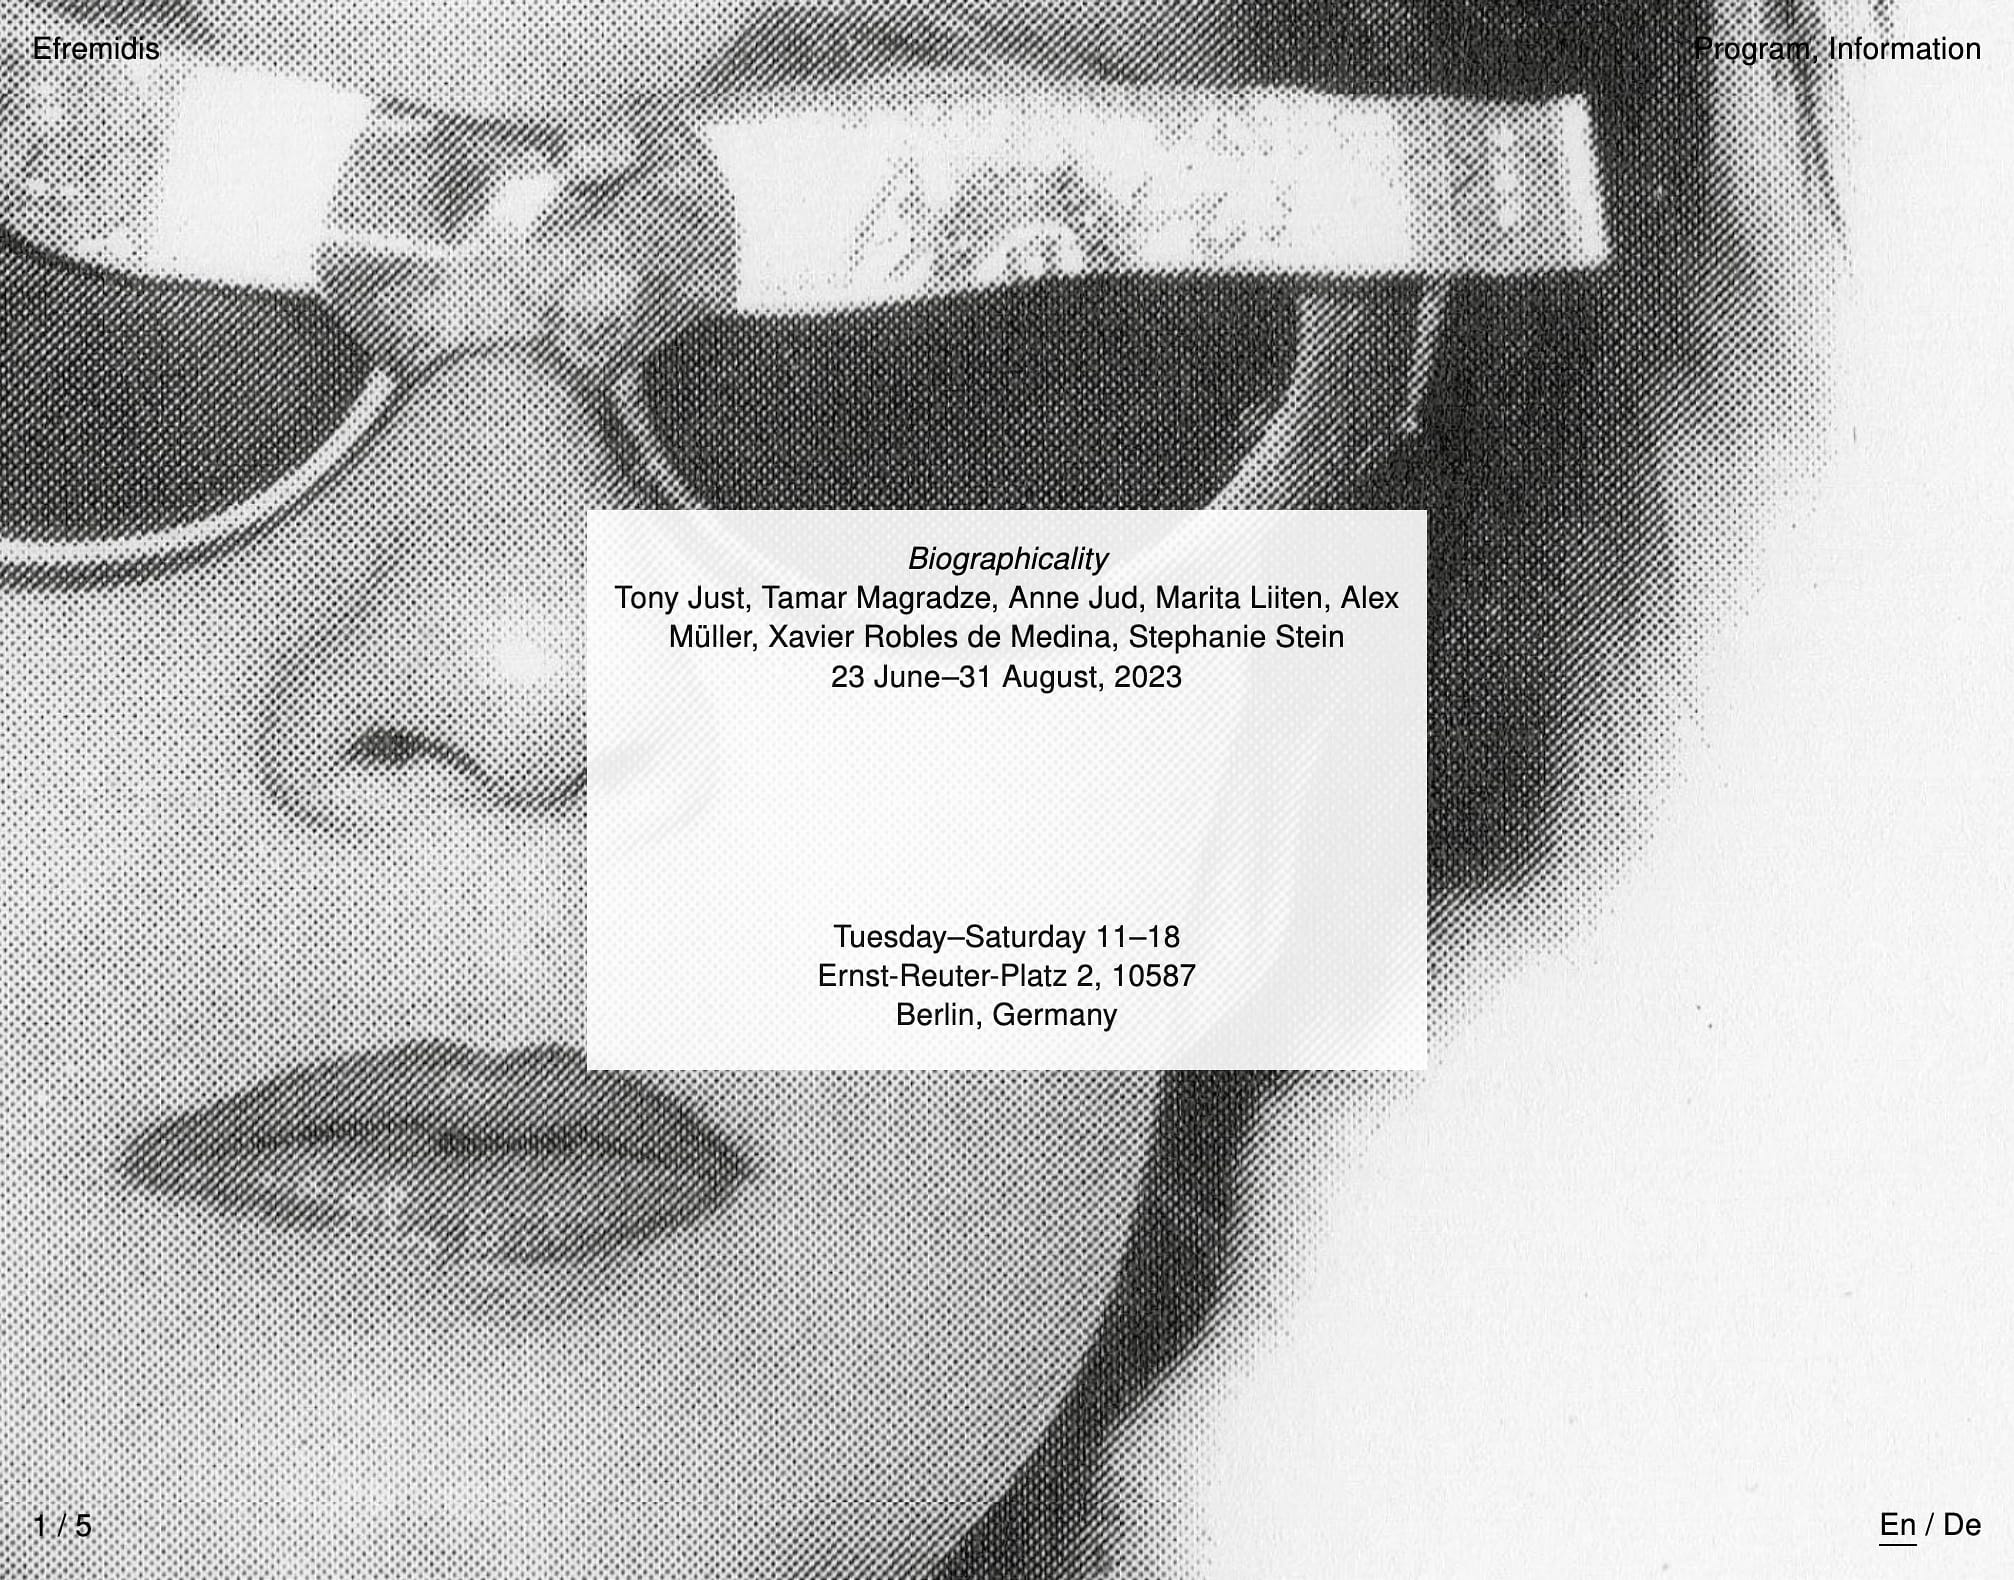 Efremidis
Program, Information
Biographicality
Tony Just, Tamar Magradze, Anne Jud, Marita Liiten, Alex
Müller, Xavier Robles de Medina, Stephanie Stein
23 June–31 August, 2023
Tuesday–Saturday 11–18
Ernst-Reuter-Platz 2, 10587
Berlin, Germany
1 / 5
En / De